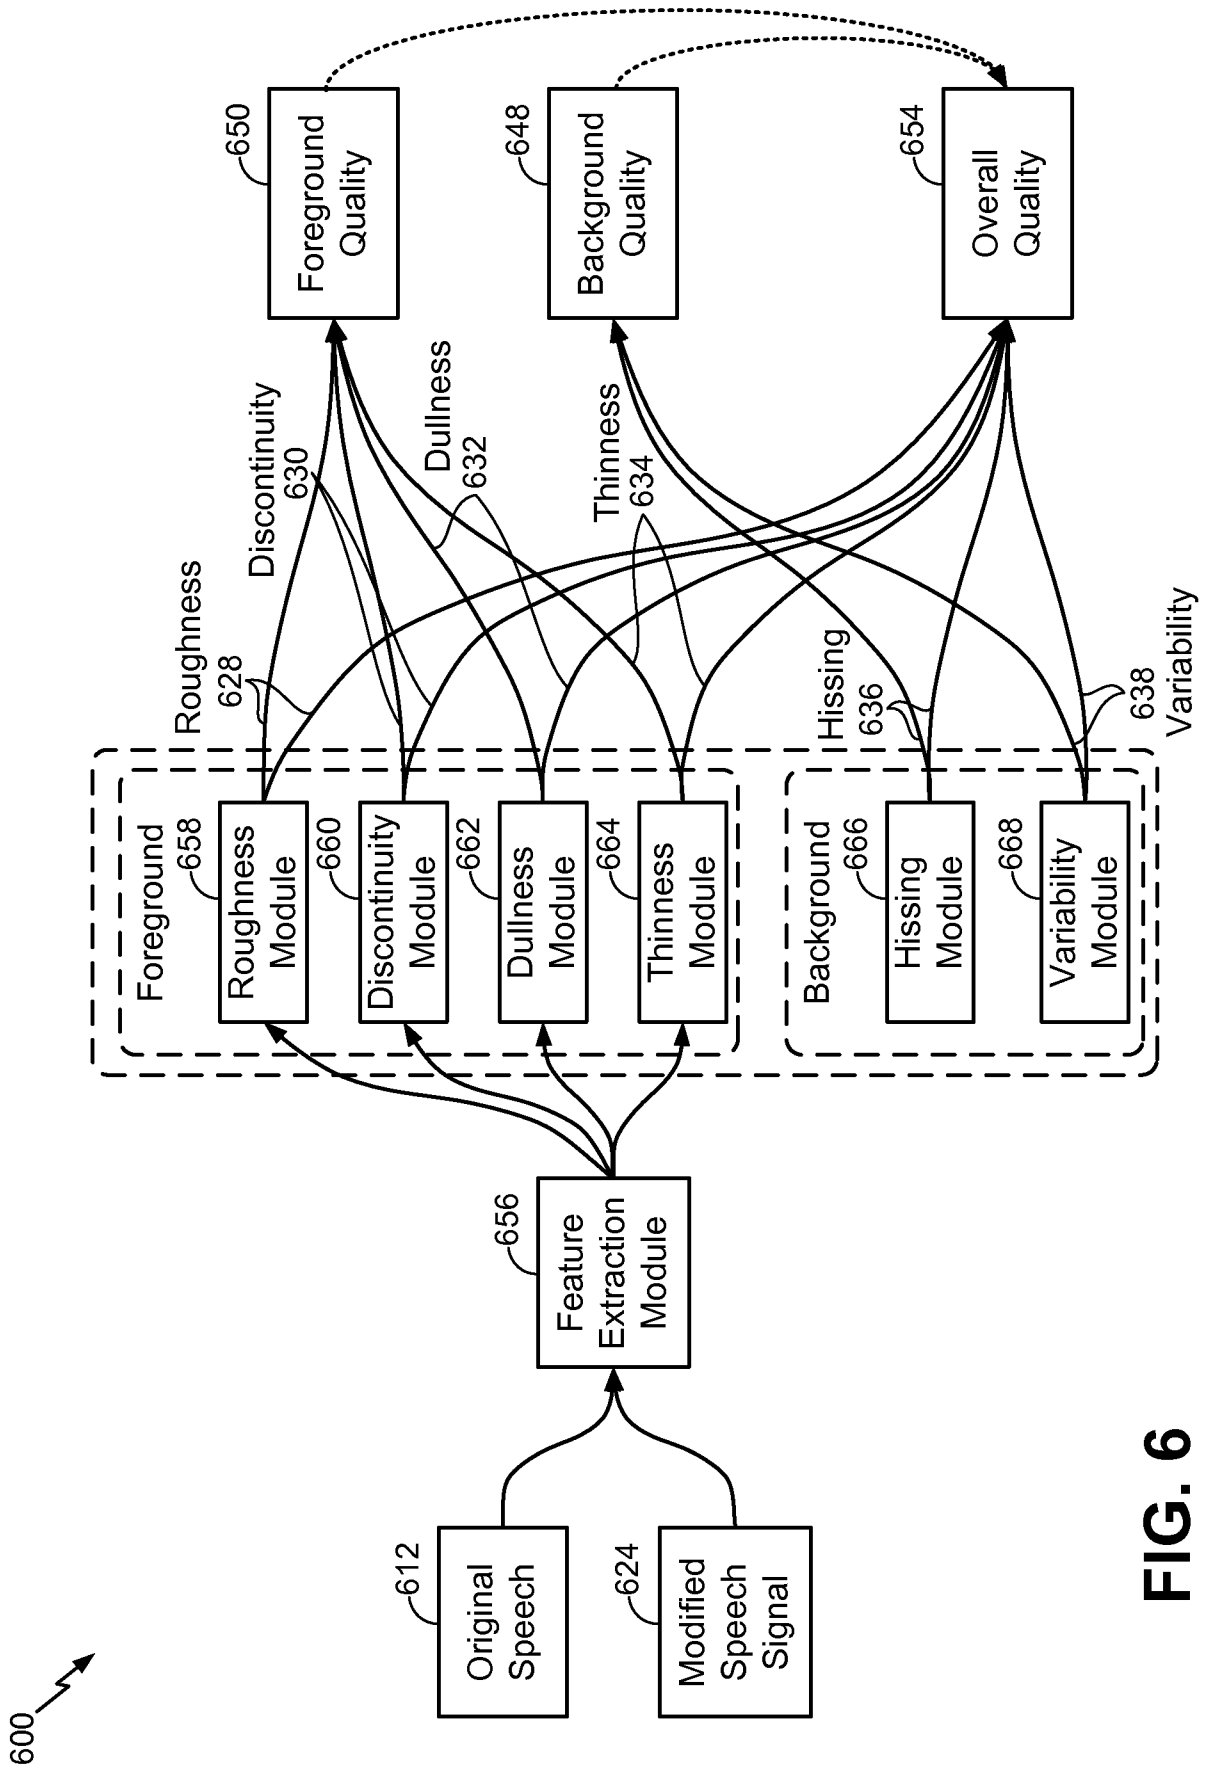 600
Original
Speech
612
Modified
Speech
Signal
624
Feature
Extraction
Module
656
Foreground
Roughness
Module
658
Discontinuity
Module
660
Dullness
Module
662
Thinness
Module
664
Background
Hissing
Module
666
Variability
Module
668
Roughness
628
Discontinuity
630
Dullness
632
Thinness
634
Hissing
636
638
Variability
Foreground
Quality
650
Background
Quality
648
Overall
Quality
654
FIG. 6